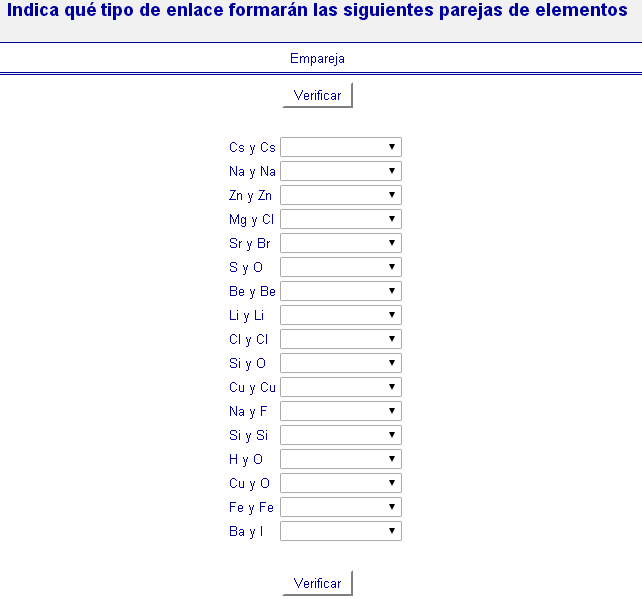 Indica qué tipo de enlace formarán las siguientes parejas de elementos
Empareja
Verificar
Cs y Cs
Na y Na
Zn y Zn
Mg y Cl
Sr y Br
S y O
Be y Be
Li y Li
Cl y Cl
Si y O
Cu y Cu
Na y F
Si y Si
H y O
Cu y O
Fe y Fe
Ba y I
Verificar